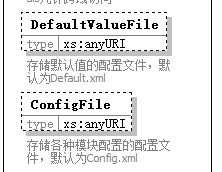 DefaultValueFile
type xs:anyURI
存储默认值的配置文件，默
认为Default.xml
ConfigFile
type xs:anyURI
存储各种模块配置的配置文
件，默认为Config.xml